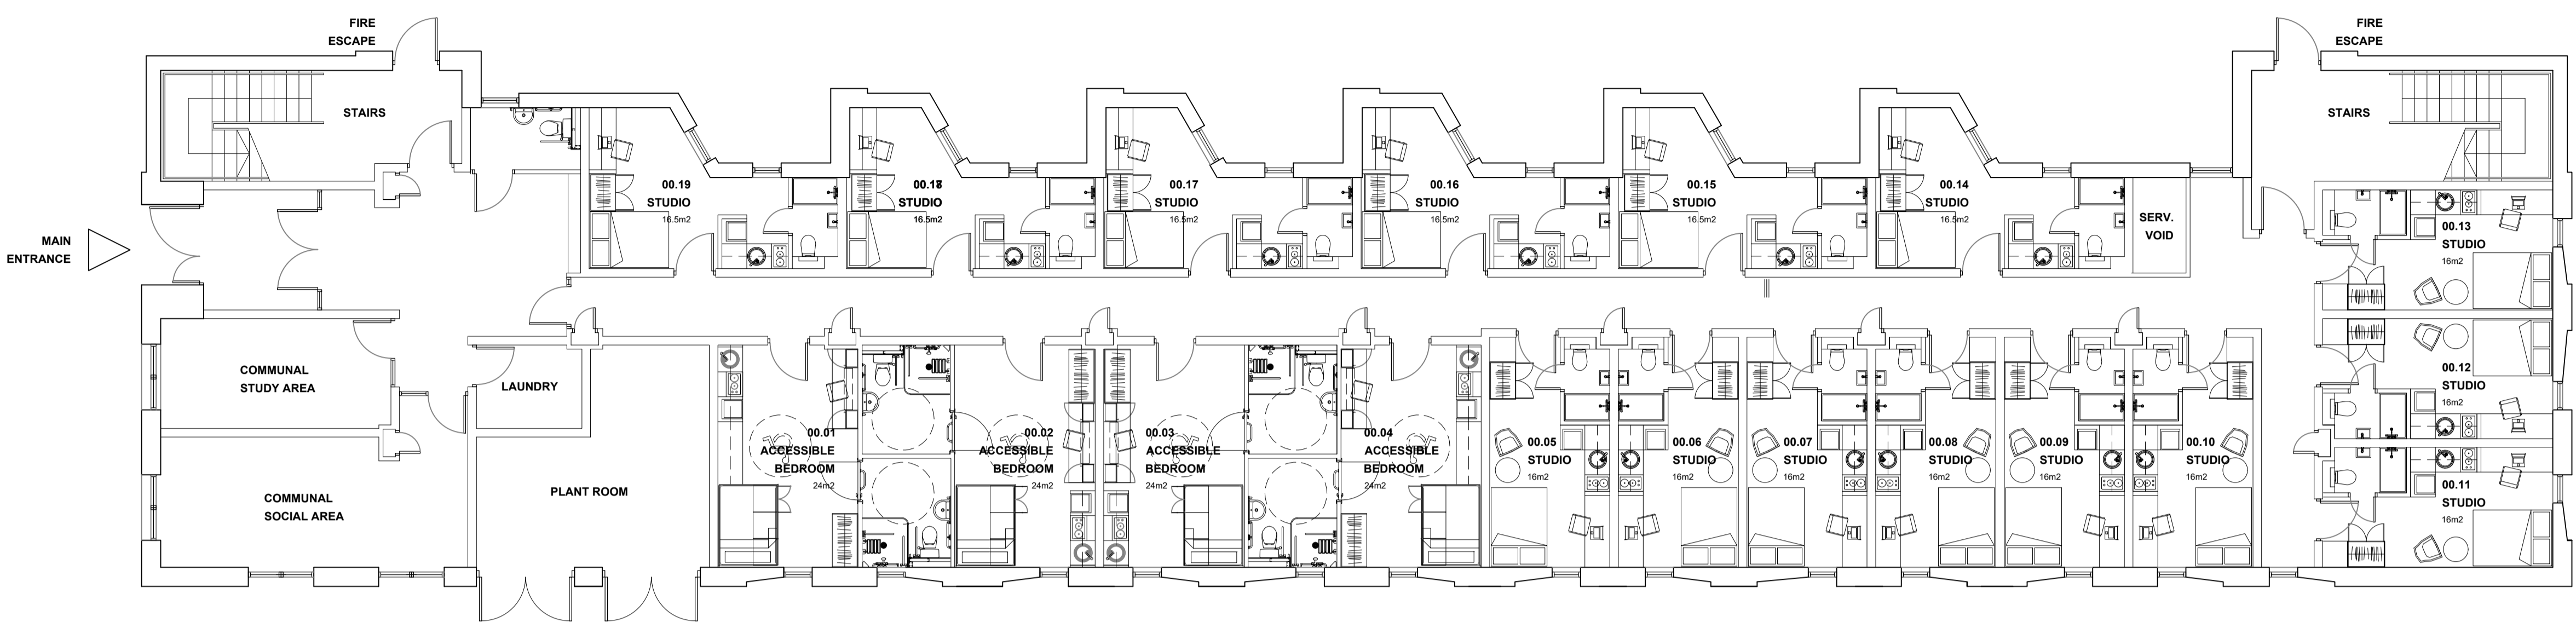 FIRE
ESCAPE
FIRE
ESCAPE
STAIRS
STAIRS
MAIN
ENTRANCE
00.19
STUDIO
16.5m2
STUDIO
16.5m2
00.17
STUDIO
16.5m2
00.16
STUDIO
16.5m2
00.15
STUDIO
16.5m2
00.14
STUDIO
16.5m2
SERV.
VOID
00.13
STUDIO
16m2
00.12
STUDIO
16m2
00.11
STUDIO
16m2
COMMUNAL
STUDY AREA
LAUNDRY
COMMUNAL
SOCIAL AREA
PLANT ROOM
00.01
ACCESSIBLE
BEDROOM
24m2
00.02
ACCESSIBLE
BEDROOM
24m2
00.03
ACCESSIBLE
BEDROOM
24m2
00.04
ACCESSIBLE
BEDROOM
24m2
00.05
STUDIO
16m2
00.06
STUDIO
16m2
00.07
STUDIO
16m2
00.08
STUDIO
16m2
00.09
STUDIO
16m2
00.10
STUDIO
16m2